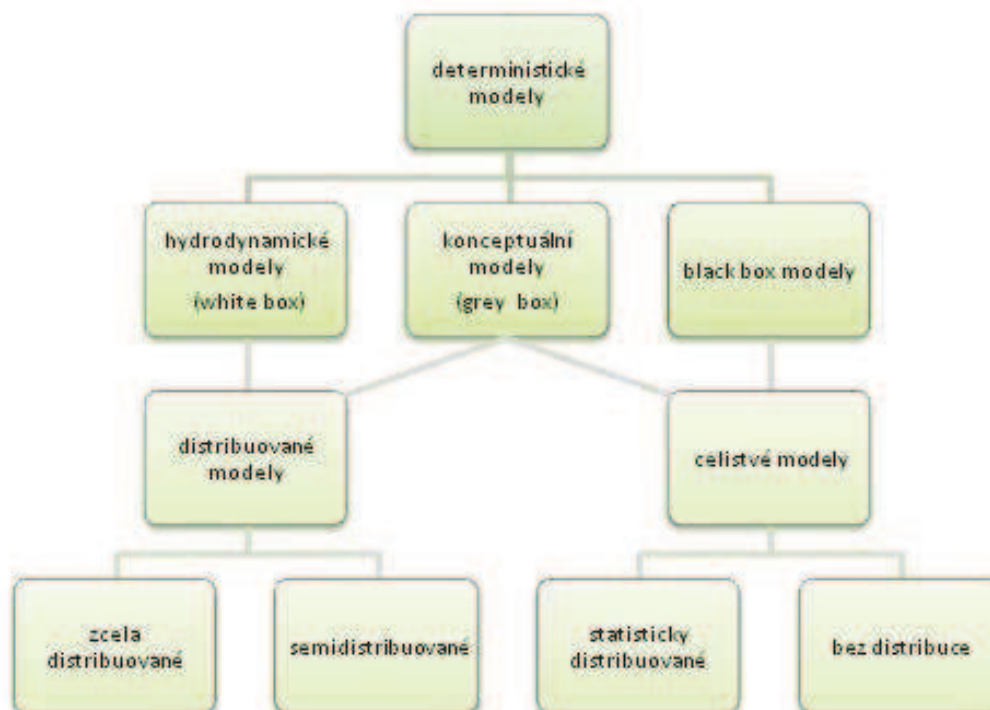 deterministické
modely
hydrodynamické
modely
(white box)
konceptuální
modely
(grey box)
black box modely
distribuované
modely
celistvé modely
zcela
distribuované
semidistribuované
statisticky
distribuované
bez distribuce